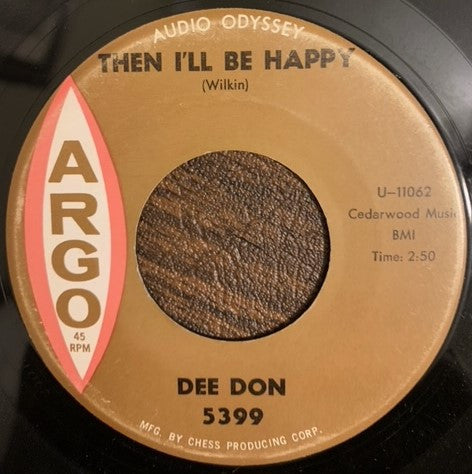 AUDIO ODYSSEY
THEN I'LL BE HAPPY
(Wilkin)
ARGO
45
RPM
U-11062
Cedarwood Music
BMI
Time: 2:50
DEE DON
5399
MFG. BY CHESS PRODUCING CORP.